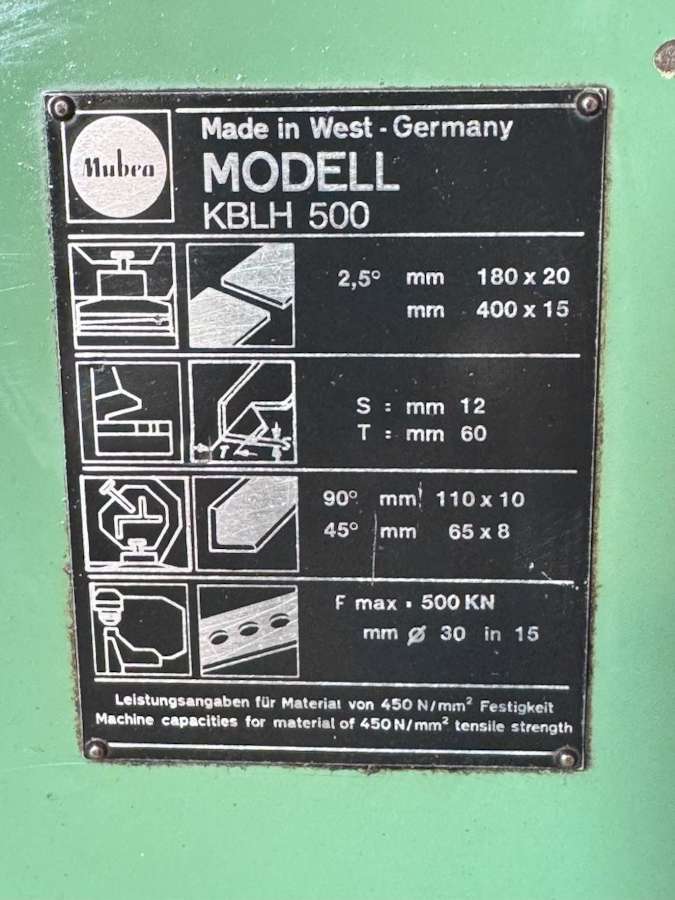 Mubea
Made in West - Germany
MODELL
KBLH 500
2,5° mm 180 x 20
mm 400 x 15
S : mm 12
T : mm 60
S
T
90° mm 110 x 10
45° mm 65 x 8
F max. 500 KN
mm ⌀ 30 in 15
Leistungsangaben für Material von 450 N/mm² Festigkeit
Machine capacities for material of 450 N/mm² tensile strength